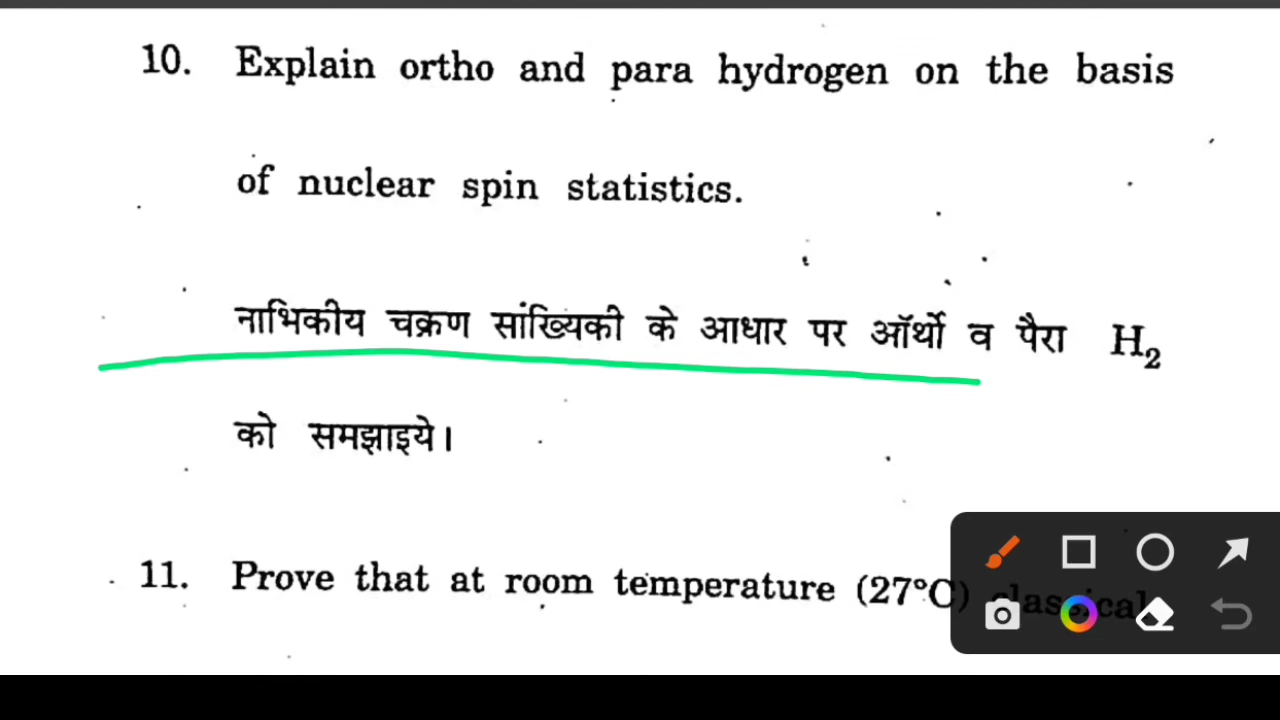 10. Explain ortho and para hydrogen on the basis
of nuclear spin statistics.
नाभिकीय चक्रण सांख्यिकी के आधार पर ऑर्थो व पैरा H₂
को समझाइये।
11. Prove that at room temperature (27°C) classical